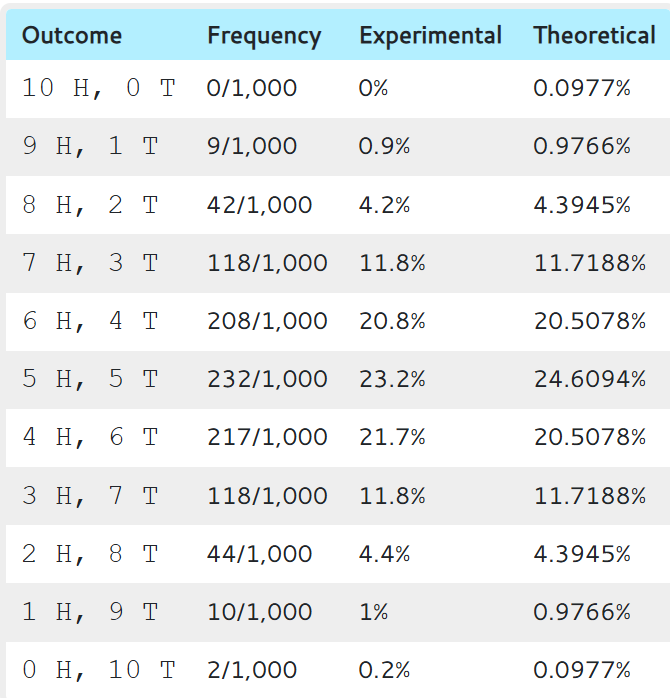 Outcome Frequency Experimental Theoretical
10 H, 0 T 0/1,000 0% 0.0977%
9 H, 1 T 9/1,000 0.9% 0.9766%
8 H, 2 T 42/1,000 4.2% 4.3945%
7 H, 3 T 118/1,000 11.8% 11.7188%
6 H, 4 T 208/1,000 20.8% 20.5078%
5 H, 5 T 232/1,000 23.2% 24.6094%
4 H, 6 T 217/1,000 21.7% 20.5078%
3 H, 7 T 118/1,000 11.8% 11.7188%
2 H, 8 T 44/1,000 4.4% 4.3945%
1 H, 9 T 10/1,000 1% 0.9766%
0 H, 10 T 2/1,000 0.2% 0.0977%